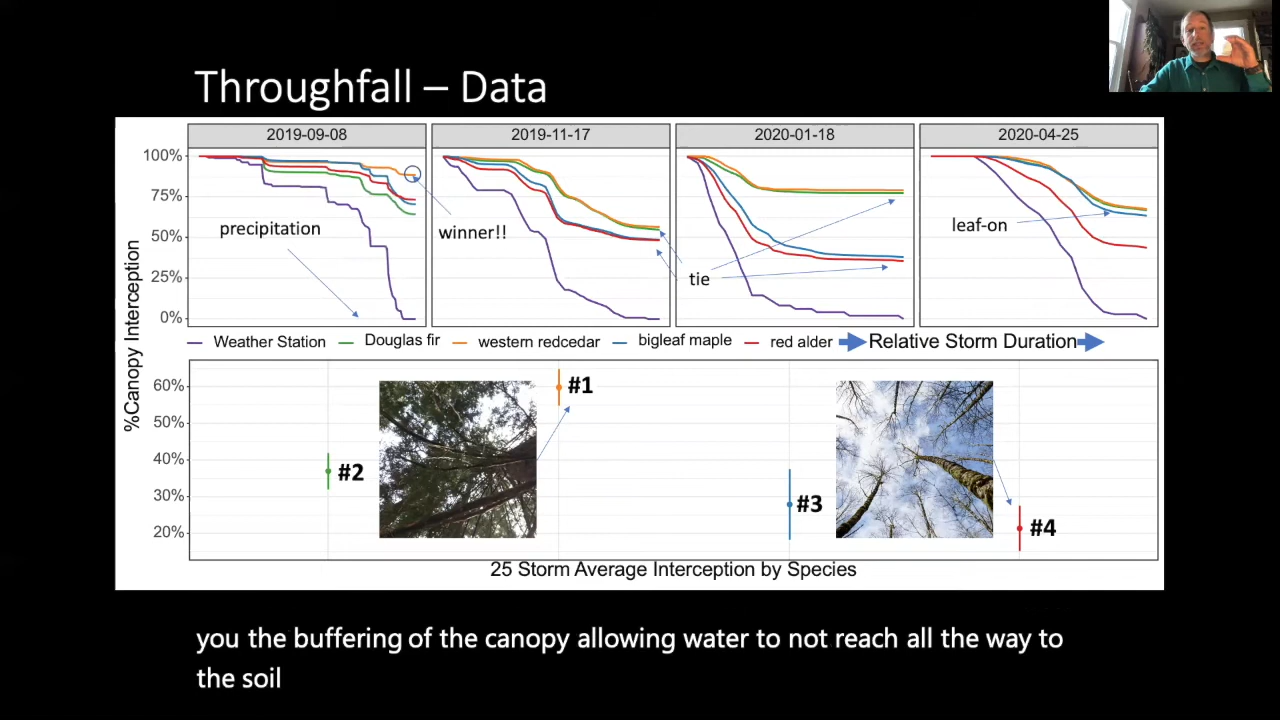 Throughfall – Data
2019-09-08
2019-11-17
2020-01-18
2020-04-25
%Canopy Interception
100%
75%
50%
25%
0%
precipitation
winner!!
tie
leaf-on
Weather Station
Douglas fir
western redcedar
bigleaf maple
red alder
Relative Storm Duration
60%
50%
40%
30%
20%
#2
#1
#3
#4
25 Storm Average Interception by Species
you the buffering of the canopy allowing water to not reach all the way to
the soil